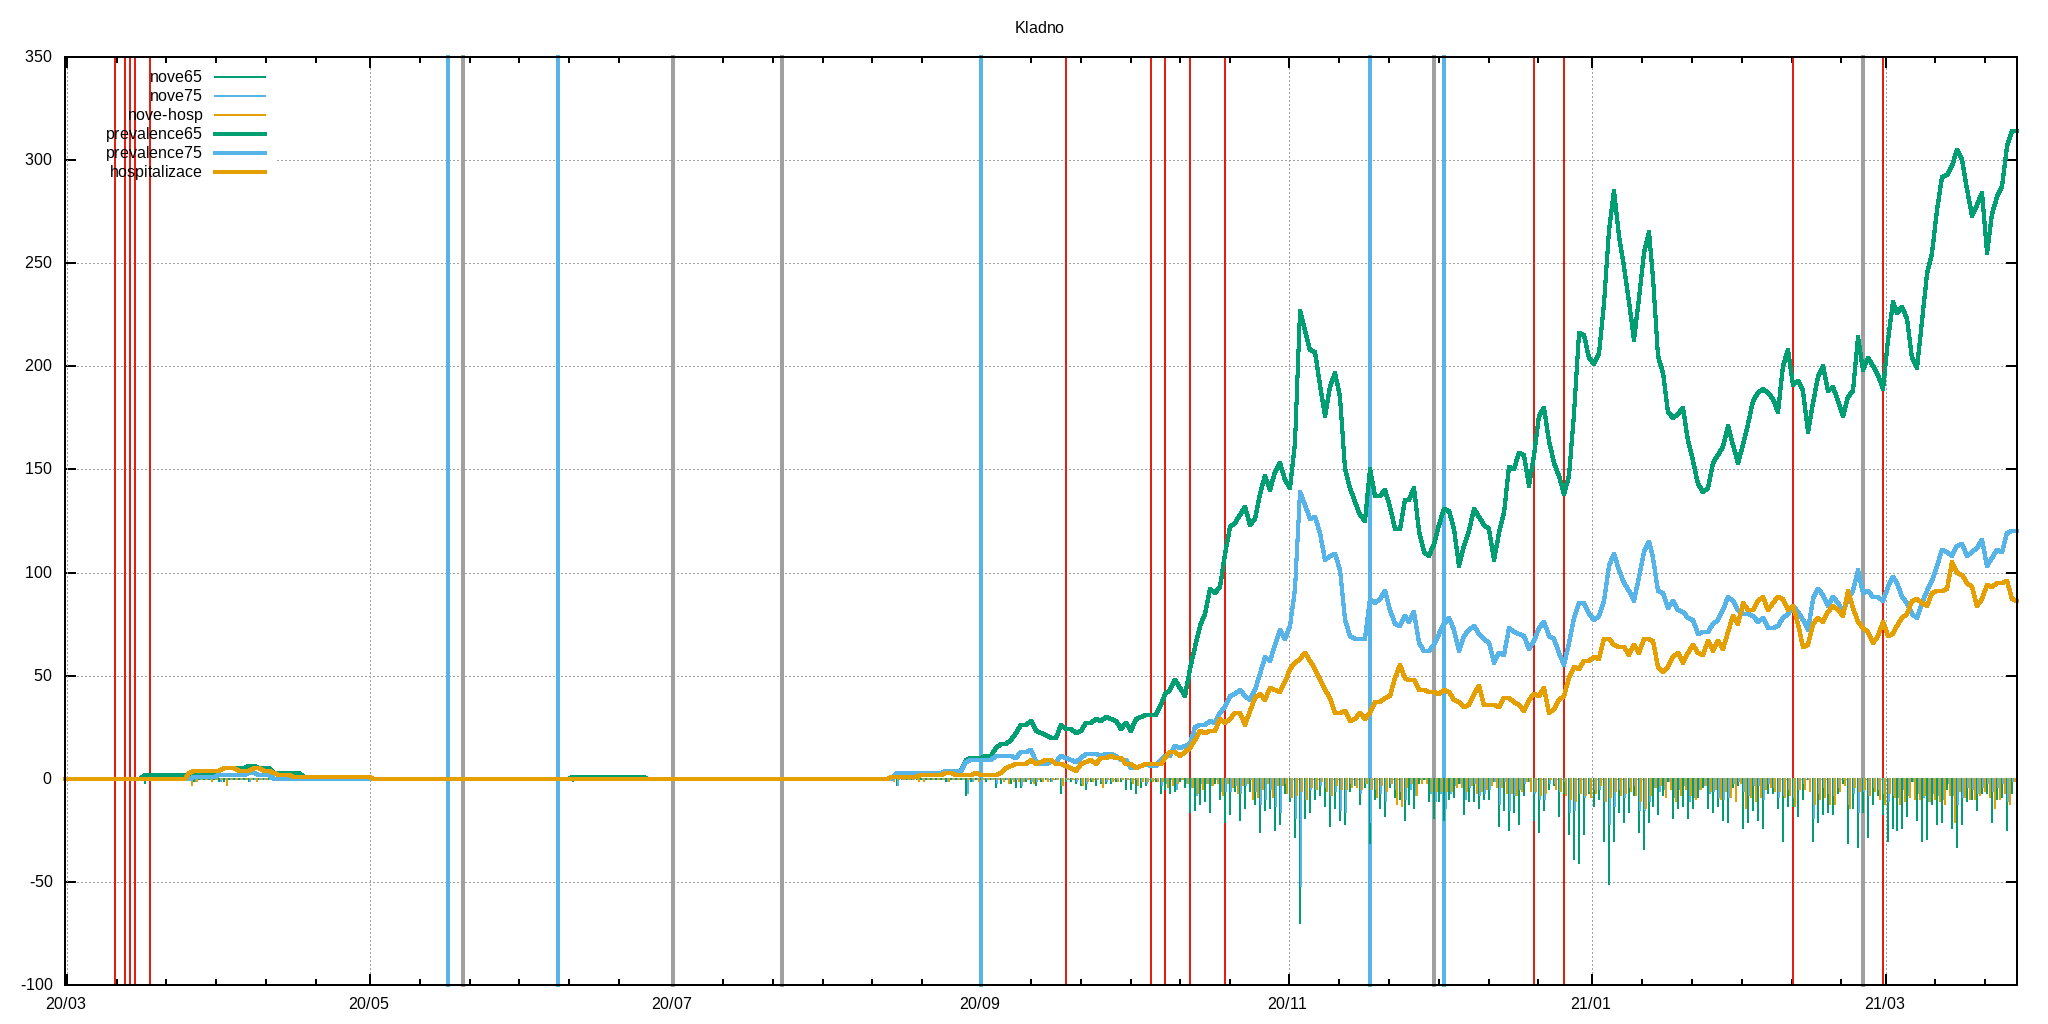 Kladno
350
300
250
200
150
100
50
0
-50
-100
nove65
nove75
nove-hosp
prevalence65
prevalence75
hospitalizace
20/03 20/05 20/07 20/09 20/11 21/01 21/03